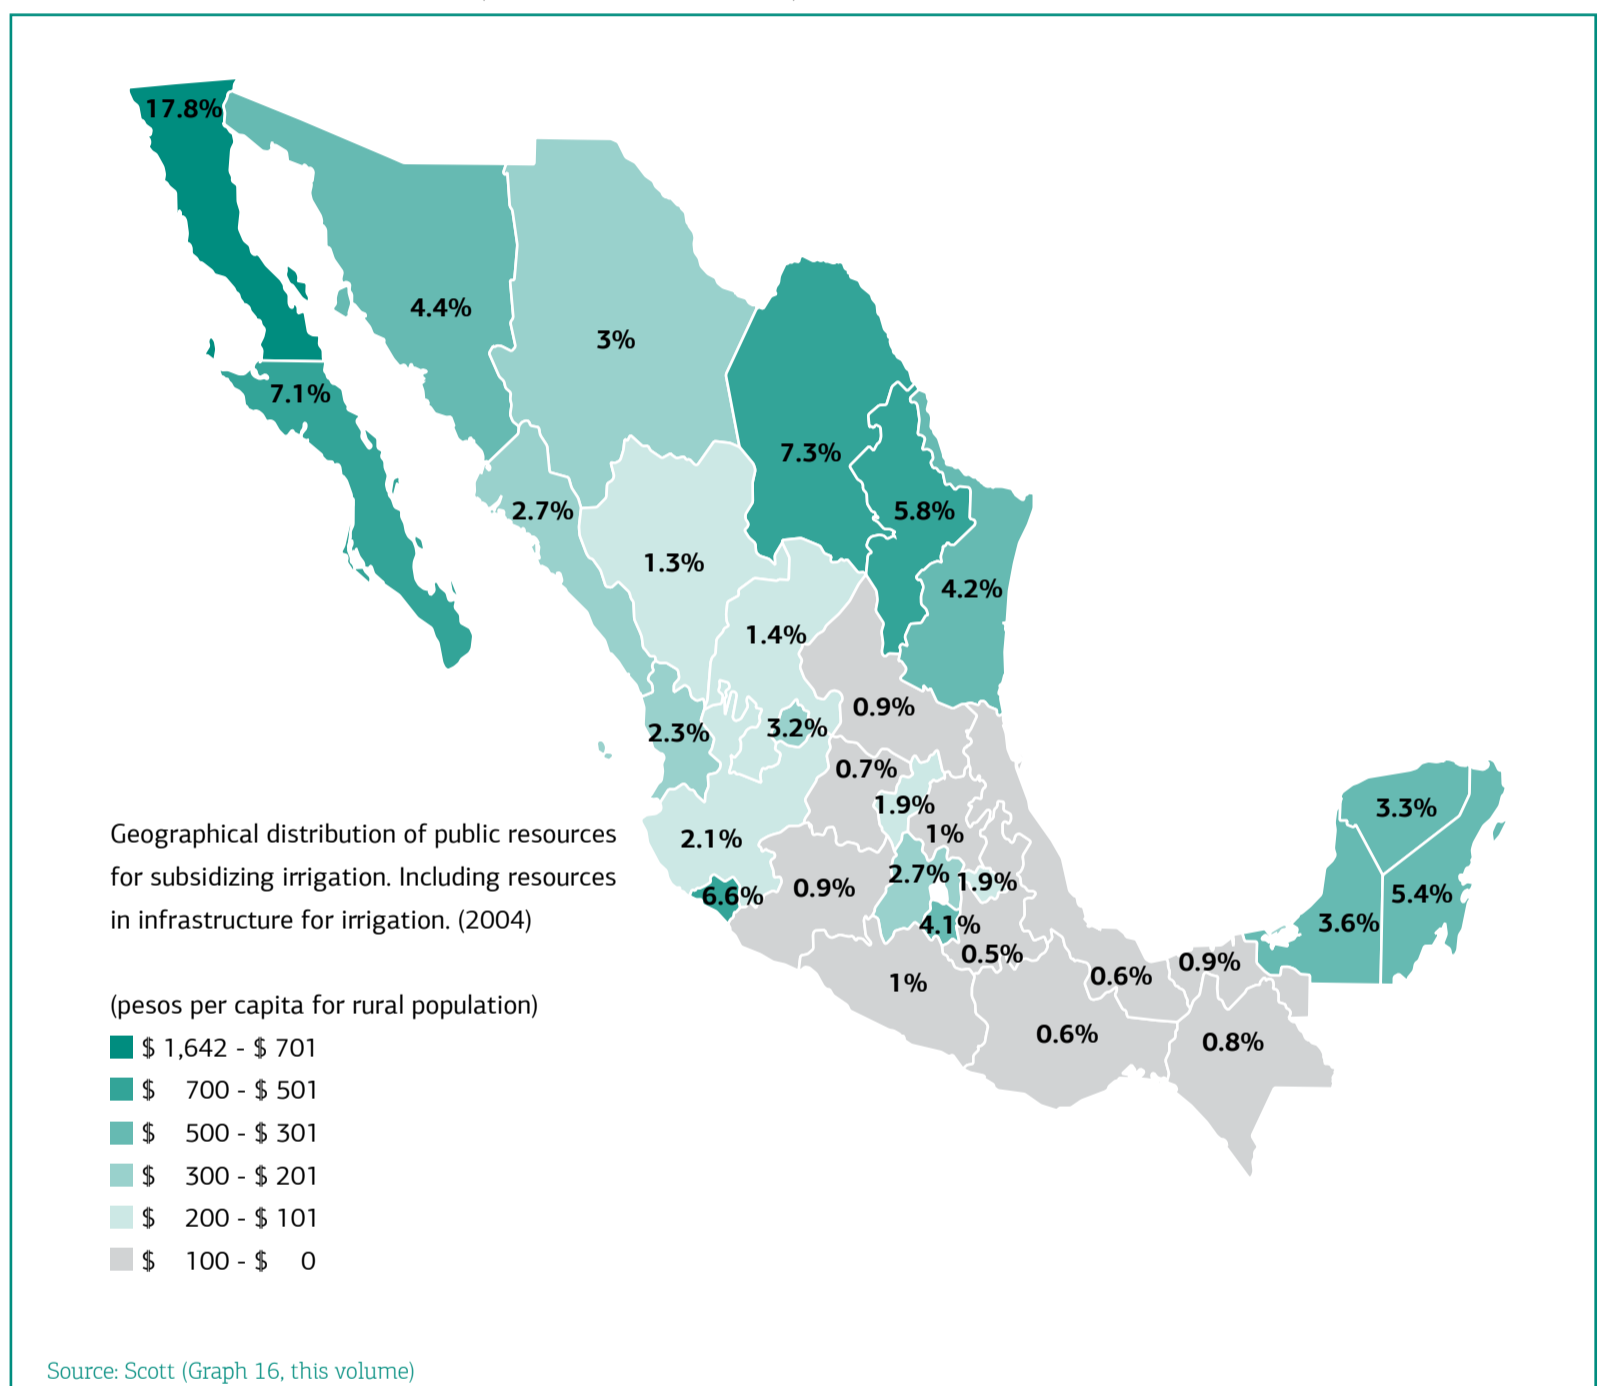 17.8%
4.4%
3%
7.1%
7.3%
2.7%
5.8%
1.3%
4.2%
1.4%
0.9%
2.3%
3.2%
0.7%
1.9%
3.3%
2.1%
1%
2.7%
1.9%
0.9%
6.6%
5.4%
4.1%
3.6%
0.5%
0.9%
0.6%
1%
0.6%
0.8%
Geographical distribution of public resources
for subsidizing irrigation. Including resources
in infrastructure for irrigation. (2004)
(pesos per capita for rural population)
$ 1,642 - $ 701
$ 700 - $ 501
$ 500 - $ 301
$ 300 - $ 201
$ 200 - $ 101
$ 100 - $ 0
Source: Scott (Graph 16, this volume)